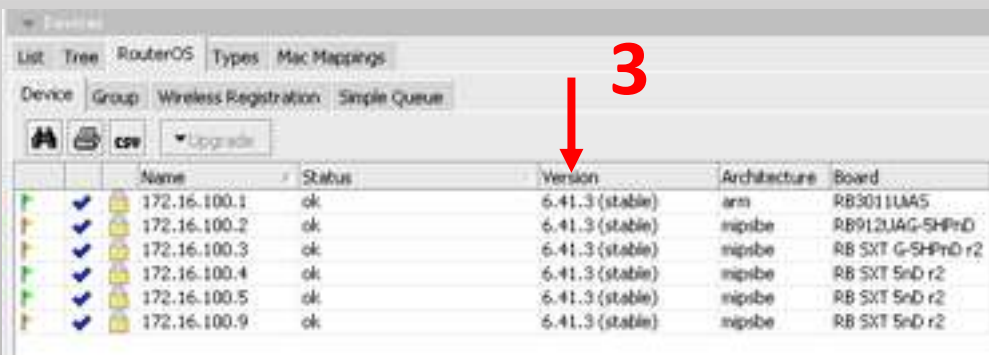 Devices
List Tree RouterOS Types Mac Mappings
3
Device Group Wireless Registration Simple Queue
csv Upgrade
Name Status Version Architecture Board
172.16.100.1 ok 6.41.3 (stable) arm RB3011UiAS
172.16.100.2 ok 6.41.3 (stable) mipsbe RB912UAG-5HPnD
172.16.100.3 ok 6.41.3 (stable) mipsbe RB SXT G-5HPnD r2
172.16.100.4 ok 6.41.3 (stable) mipsbe RB SXT 5nD r2
172.16.100.5 ok 6.41.3 (stable) mipsbe RB SXT 5nD r2
172.16.100.9 ok 6.41.3 (stable) mipsbe RB SXT 5nD r2